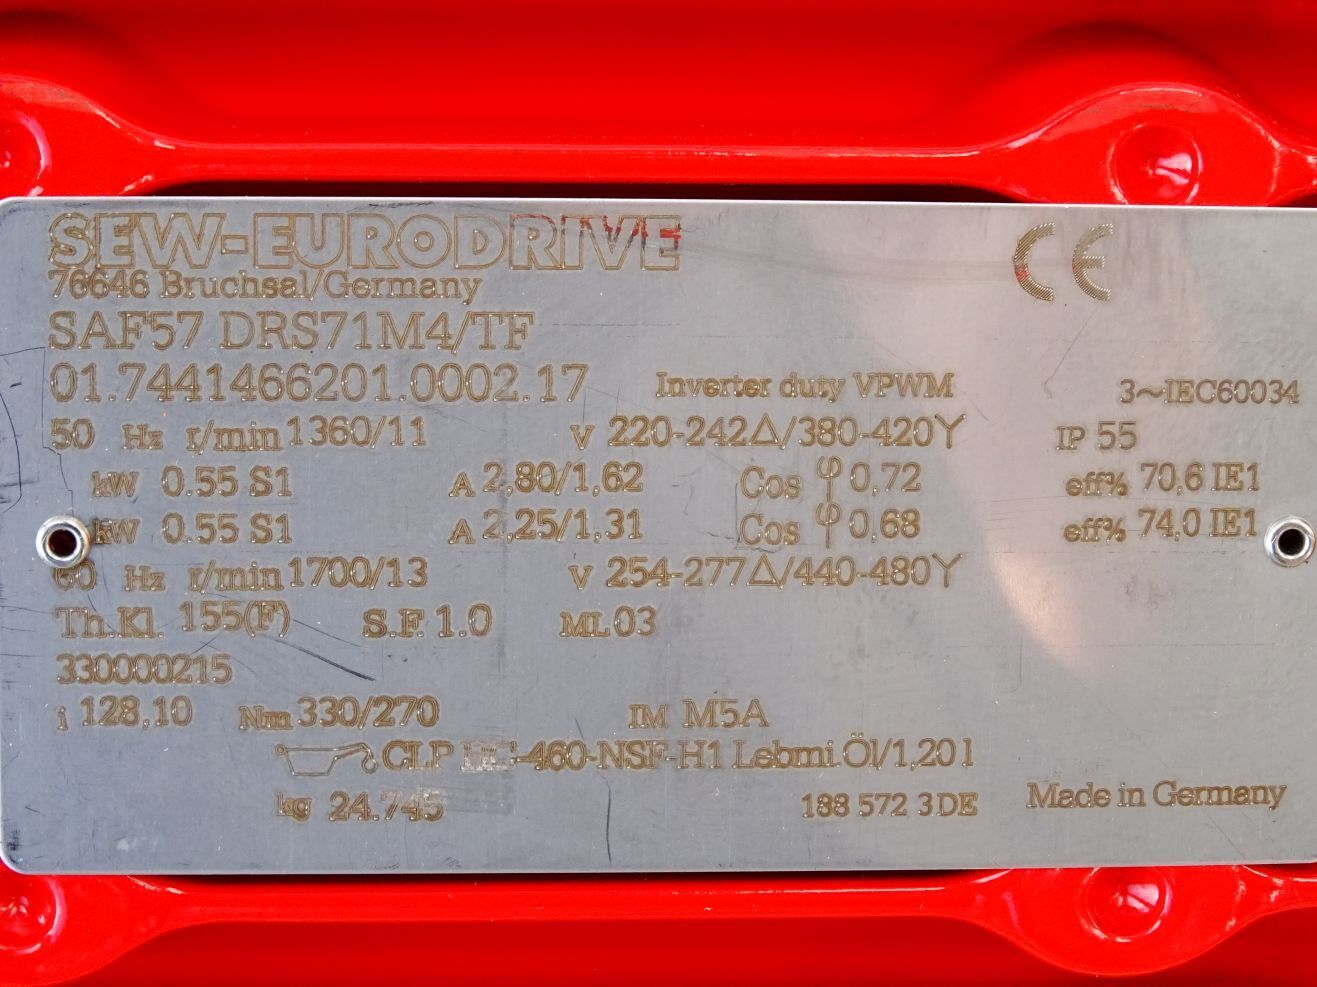 SEW-EURODRIVE CE
76646 Bruchsal/Germany
SAF57 DRS71M4/TF
01.7441466201.0002.17 Inverter duty VPWM 3~IEC60034
50 Hz r/min 1360/11 V 220-242Δ/380-420Y IP 55
kW 0.55 S1 A 2,80/1,62 Cos φ 0,72 eff% 70,6 IE1
kW 0.55 S1 A 2,25/1,31 Cos φ 0,68 eff% 74,0 IE1
60 Hz r/min 1700/13 V 254-277Δ/440-480Y
Th.Kl. 155(F) S.F. 1.0 ML 03
330000215
i 128,10 Nm 330/270 IM M5A
CLP HC-460-NSF-H1 Lebmi.Öl/1,20 l
kg 24.745 188 572 3 DE Made in Germany